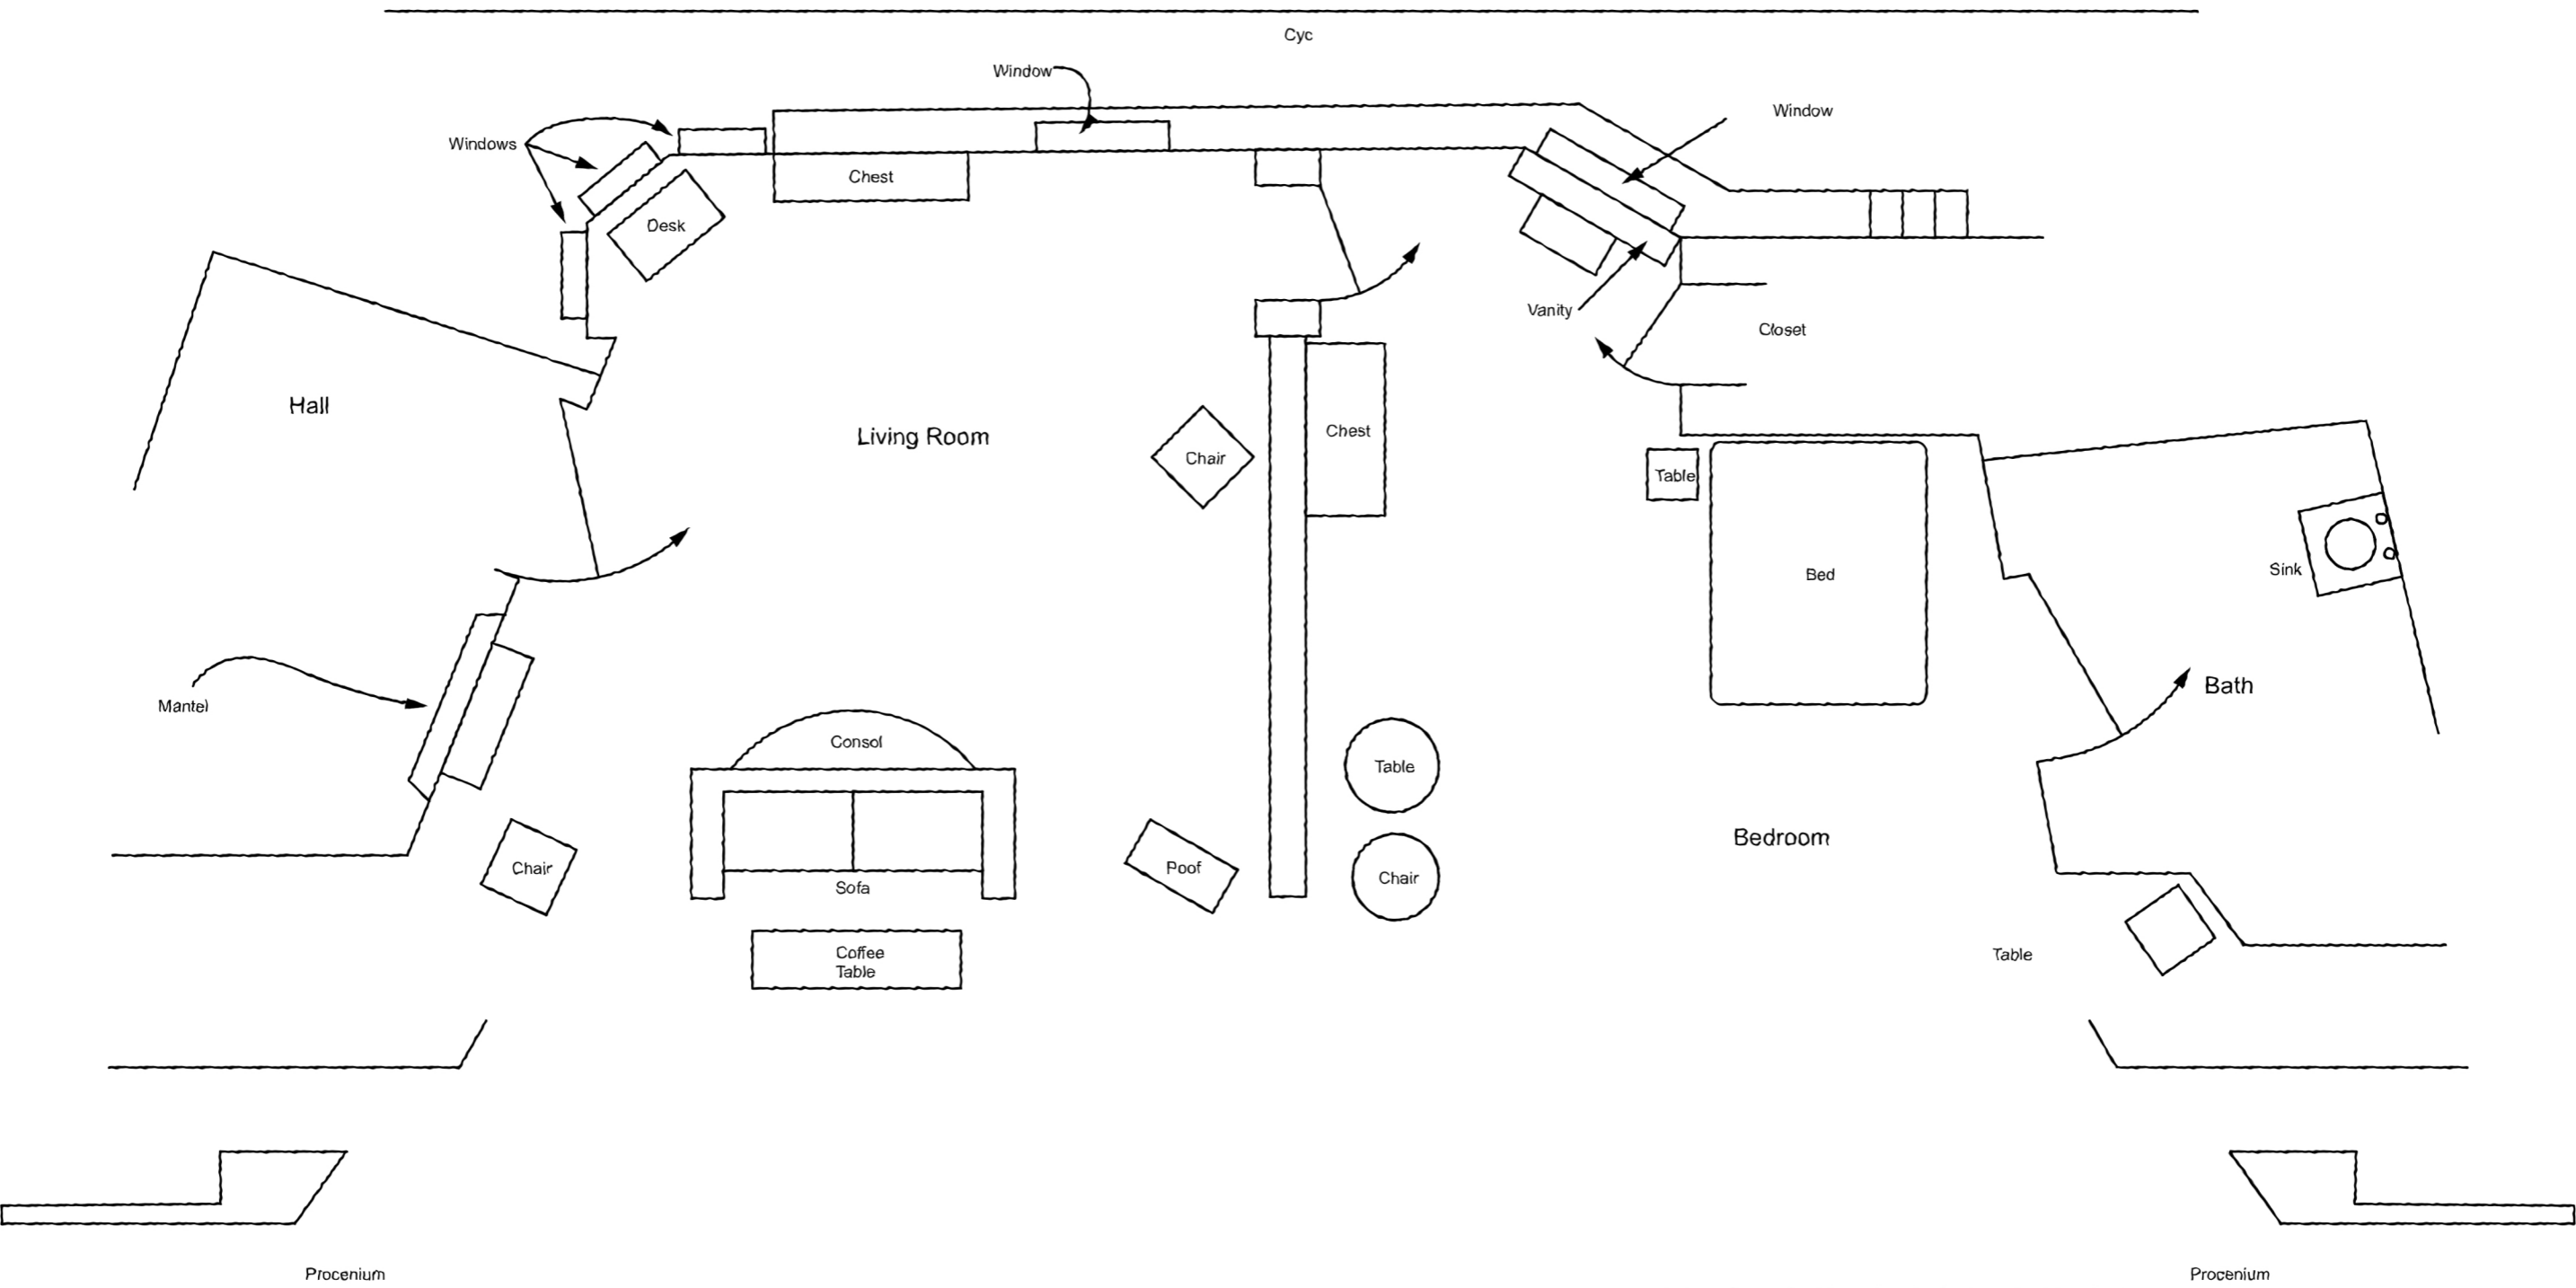 Cyc
Window
Window
Windows
Chest
Desk
Vanity
Closet
Hall
Living Room
Chest
Chair
Table
Bed
Sink
Bath
Mantel
Consol
Table
Bedroom
Chair
Sofa
Poof
Chair
Coffee
Table
Table
Procenium
Procenium